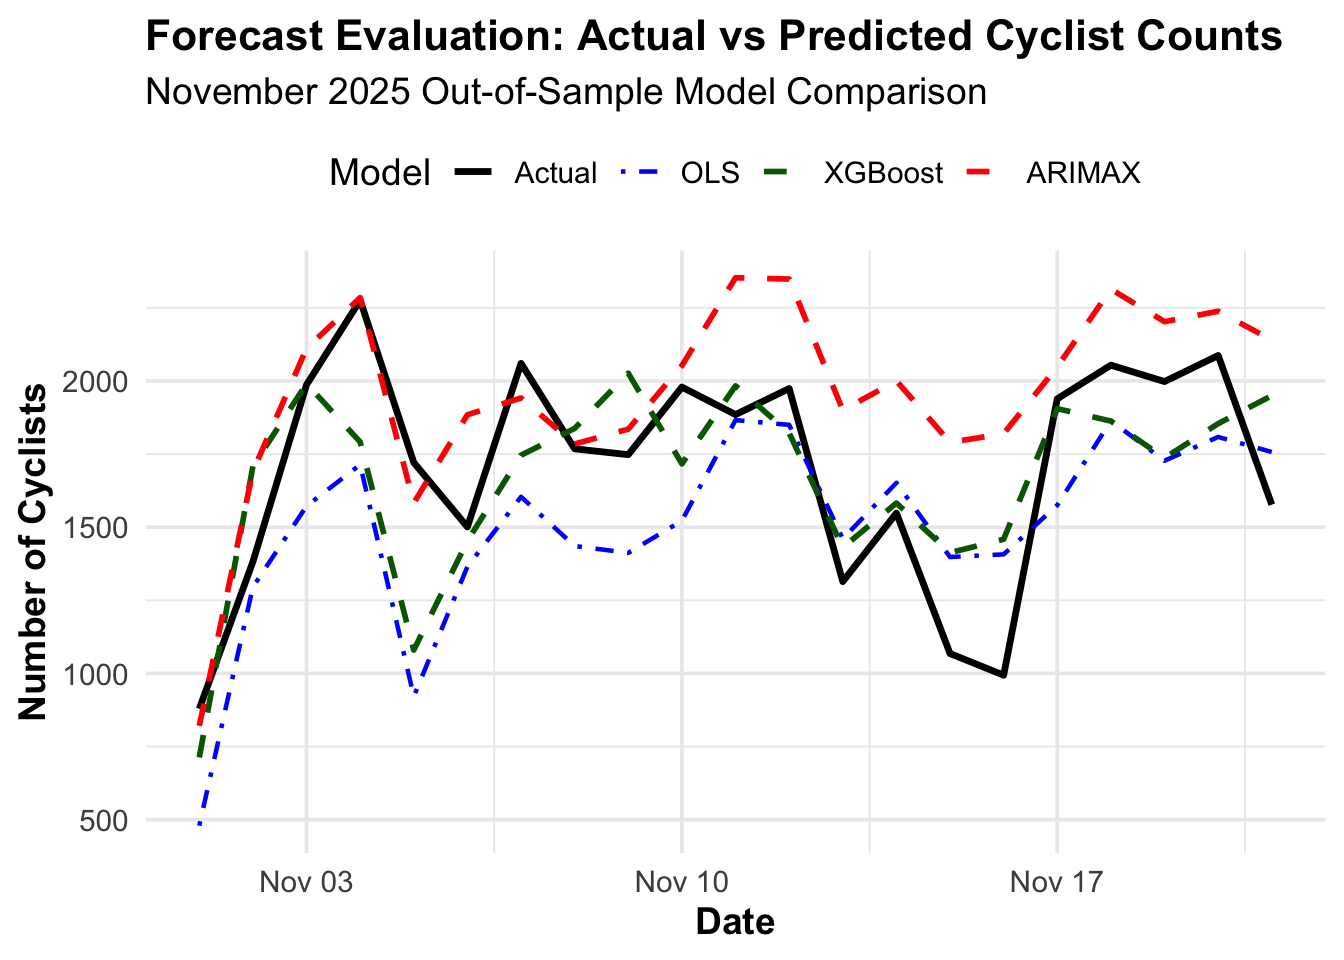 Forecast Evaluation: Actual vs Predicted Cyclist Counts
November 2025 Out-of-Sample Model Comparison
Model Actual OLS XGBoost ARIMAX
Number of Cyclists
2000
1500
1000
500
Nov 03 Nov 10 Nov 17
Date